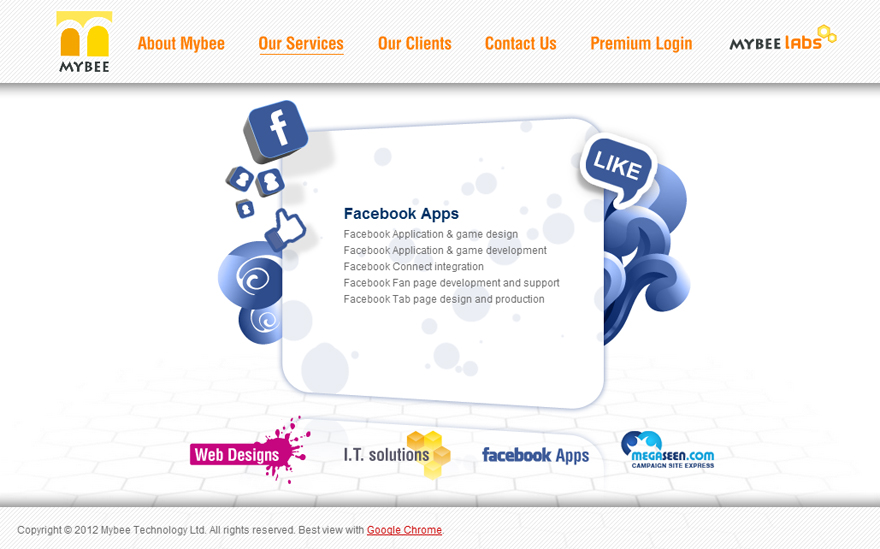 MYBEE
About Mybee
Our Services
Our Clients
Contact Us
Premium Login
MYBEE labs
f
LIKE
Facebook Apps
Facebook Application & game design
Facebook Application & game development
Facebook Connect integration
Facebook Fan page development and support
Facebook Tab page design and production
Web Designs
I.T. solutions
facebook Apps
MEGASEEN.COM
CAMPAIGN SITE EXPRESS
Copyright © 2012 Mybee Technology Ltd. All rights reserved. Best view with Google Chrome.